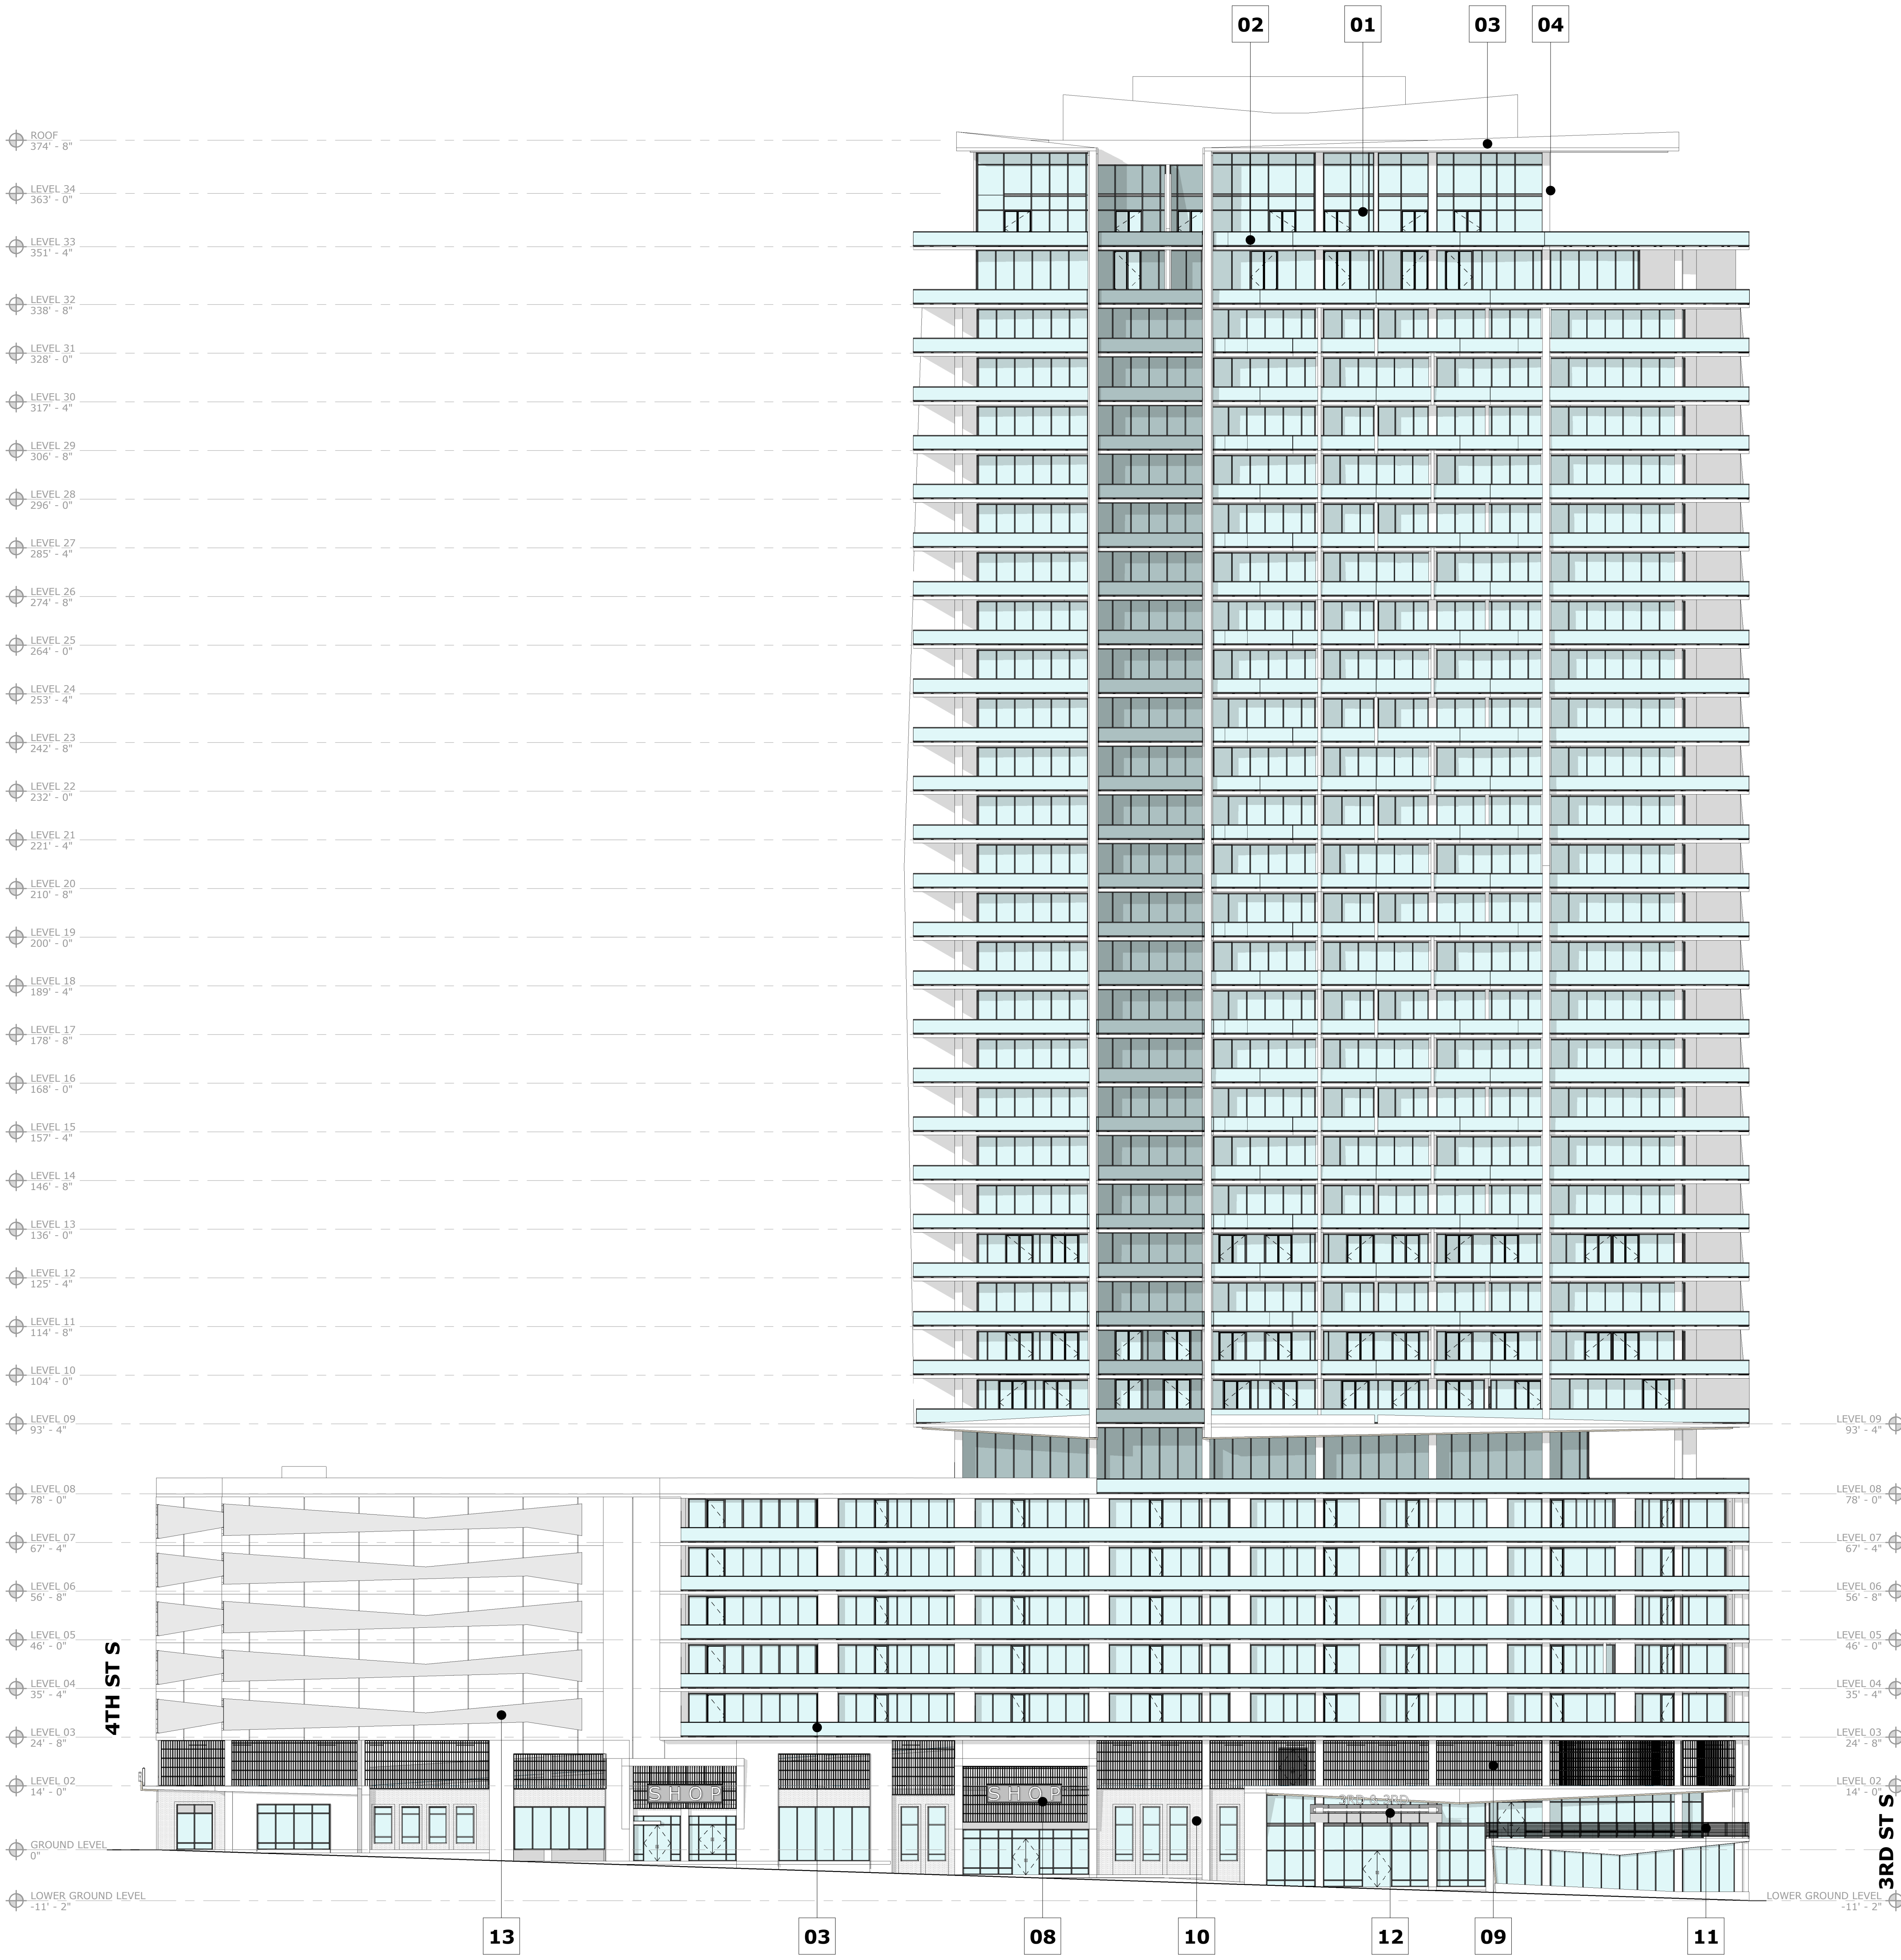 02 01 03 04
ROOF
374' - 8"
LEVEL 34
363' - 0"
LEVEL 33
351' - 4"
LEVEL 32
338' - 8"
LEVEL 31
328' - 0"
LEVEL 30
317' - 4"
LEVEL 29
306' - 8"
LEVEL 28
296' - 0"
LEVEL 27
285' - 4"
LEVEL 26
274' - 8"
LEVEL 25
264' - 0"
LEVEL 24
253' - 4"
LEVEL 23
242' - 8"
LEVEL 22
232' - 0"
LEVEL 21
221' - 4"
LEVEL 20
210' - 8"
LEVEL 19
200' - 0"
LEVEL 18
189' - 4"
LEVEL 17
178' - 8"
LEVEL 16
168' - 0"
LEVEL 15
157' - 4"
LEVEL 14
146' - 8"
LEVEL 13
136' - 0"
LEVEL 12
125' - 4"
LEVEL 11
114' - 8"
LEVEL 10
104' - 0"
LEVEL 09
93' - 4"
LEVEL 08
78' - 0"
LEVEL 07
67' - 4"
LEVEL 06
56' - 8"
LEVEL 05
46' - 0"
LEVEL 04
35' - 4"
LEVEL 03
24' - 8"
LEVEL 02
14' - 0"
GROUND LEVEL
0"
LOWER GROUND LEVEL
-11' - 2"
4TH ST S
SHOP
SHOP
3RD & 3RD
LEVEL 09
93' - 4"
LEVEL 08
78' - 0"
LEVEL 07
67' - 4"
LEVEL 06
56' - 8"
LEVEL 05
46' - 0"
LEVEL 04
35' - 4"
LEVEL 03
24' - 8"
LEVEL 02
14' - 0"
3RD ST S
LOWER GROUND LEVEL
-11' - 2"
13 03 08 10 12 09 11